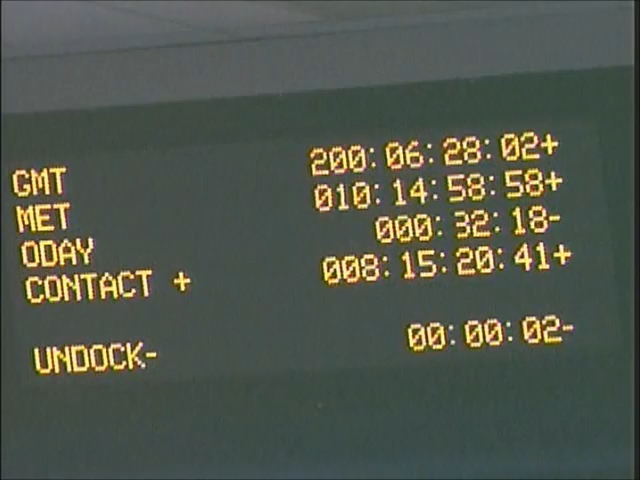 GMT 200:06:28:02+
MET 010:14:58:58+
ODAY 000:32:18-
CONTACT + 008:15:20:41+
UNDOCK- 00:00:02-